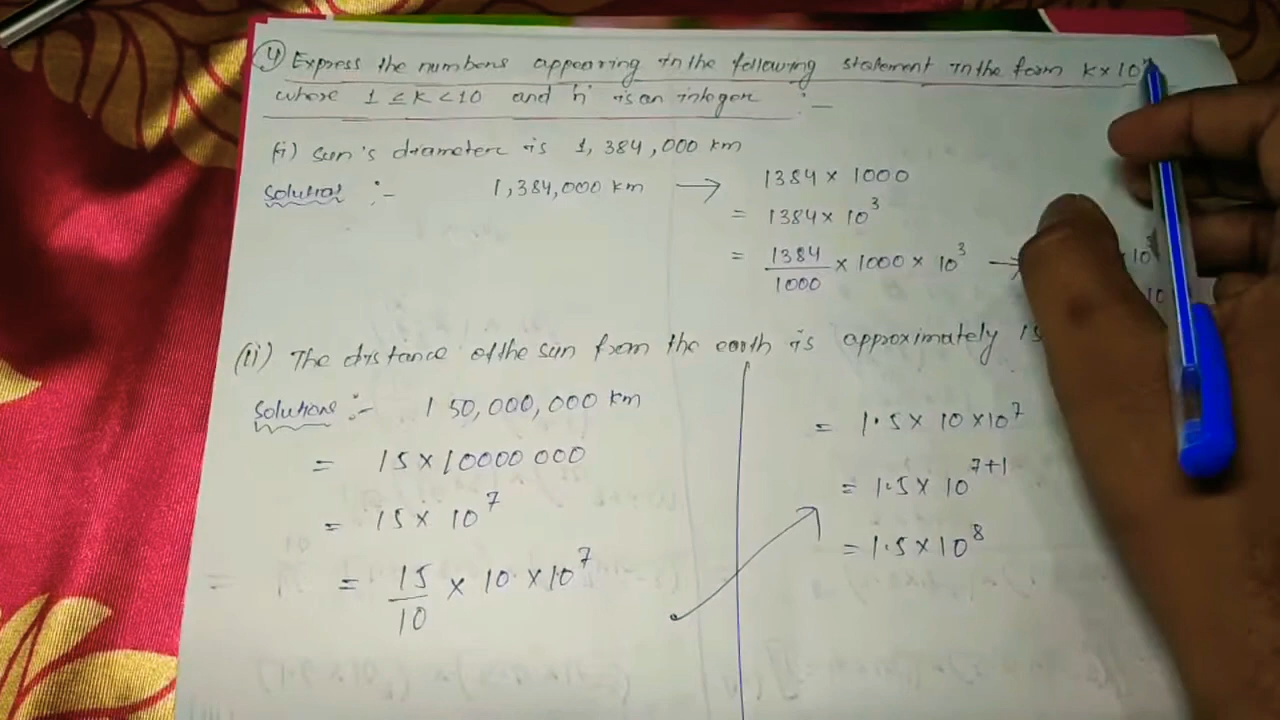 4) Express the numbers appearing in the following statement in the form K × 10ⁿ
where 1 ≤ K < 10 and 'n' is an integer :–
(i) Sun's diameter is 1,384,000 km
Solution :- 1,384,000 km → 1384 × 1000
= 1384 × 10³
= 1384/1000 × 1000 × 10³ →
(ii) The distance of the sun from the earth is approximately
Solutions :- 150,000,000 km
= 15 × 10000000
= 15 × 10⁷
= 15/10 × 10 × 10⁷
= 1.5 × 10 × 10⁷
= 1.5 × 10⁷⁺¹
= 1.5 × 10⁸